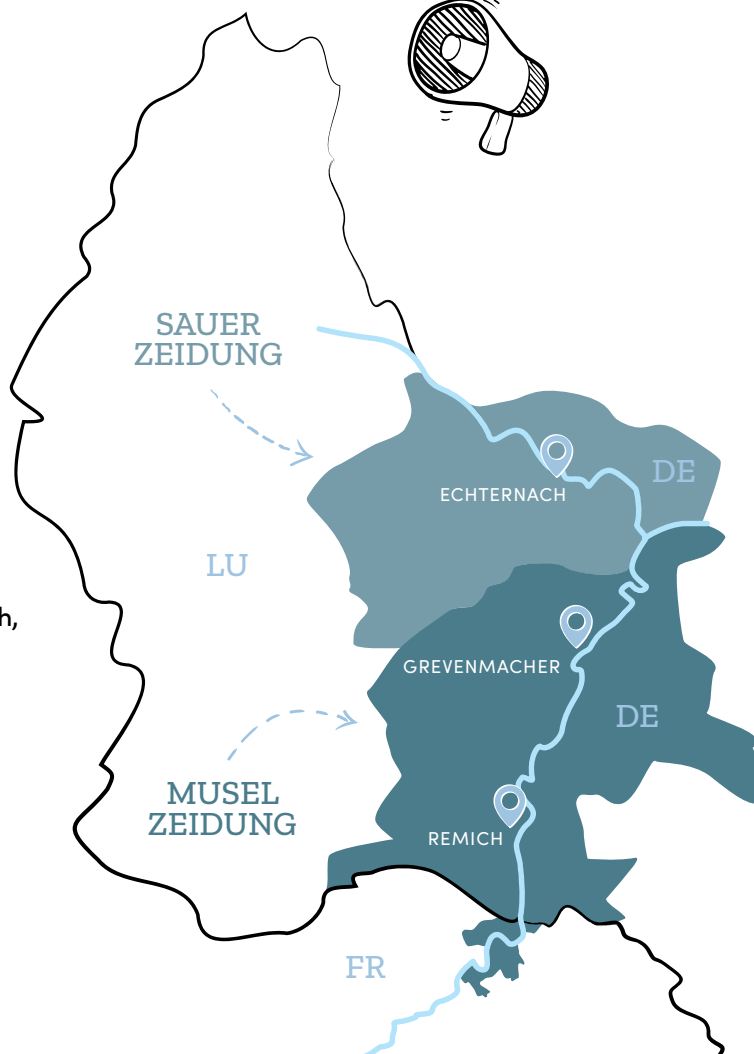 SAUER
ZEIDUNG
DE
ECHTERNACH
LU
h,
GREVENMACHER
DE
MUSEL
ZEIDUNG
REMICH
FR